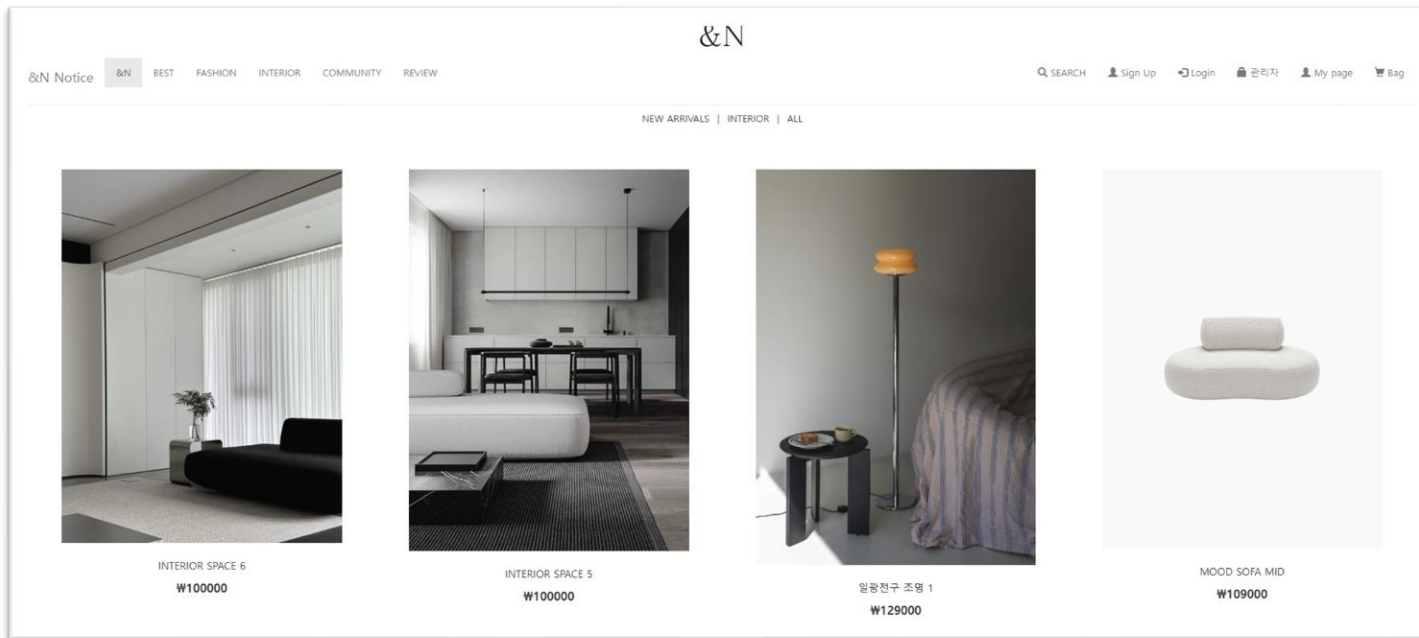 &N
&N Notice &N BEST FASHION INTERIOR COMMUNITY REVIEW SEARCH Sign Up Login 관리자 My page Bag
NEW ARRIVALS | INTERIOR | ALL
INTERIOR SPACE 6
₩100000
INTERIOR SPACE 5
₩100000
일광전구 조명 1
₩129000
MOOD SOFA MID
₩109000